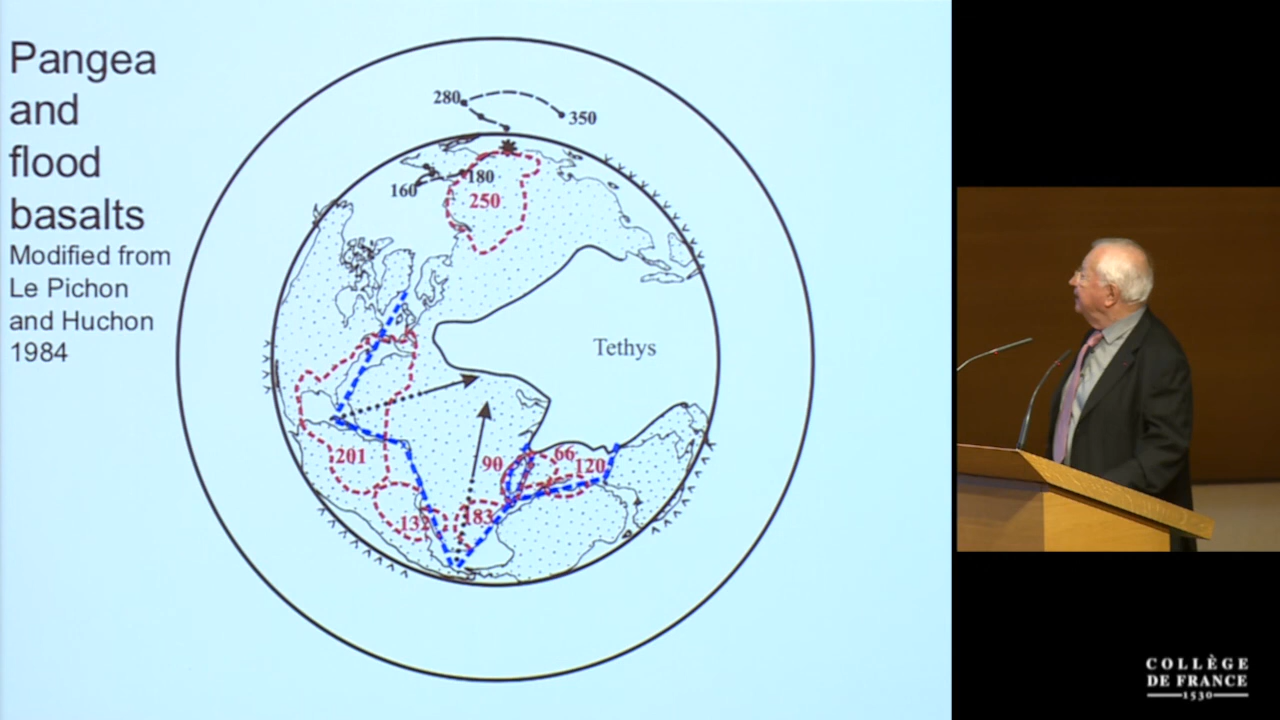 Pangea
and
flood
basalts
Modified from
Le Pichon
and Huchon
1984
280
350
160
180
250
Tethys
201
90
66
120
132
183
COLLÈGE
DE FRANCE
1530